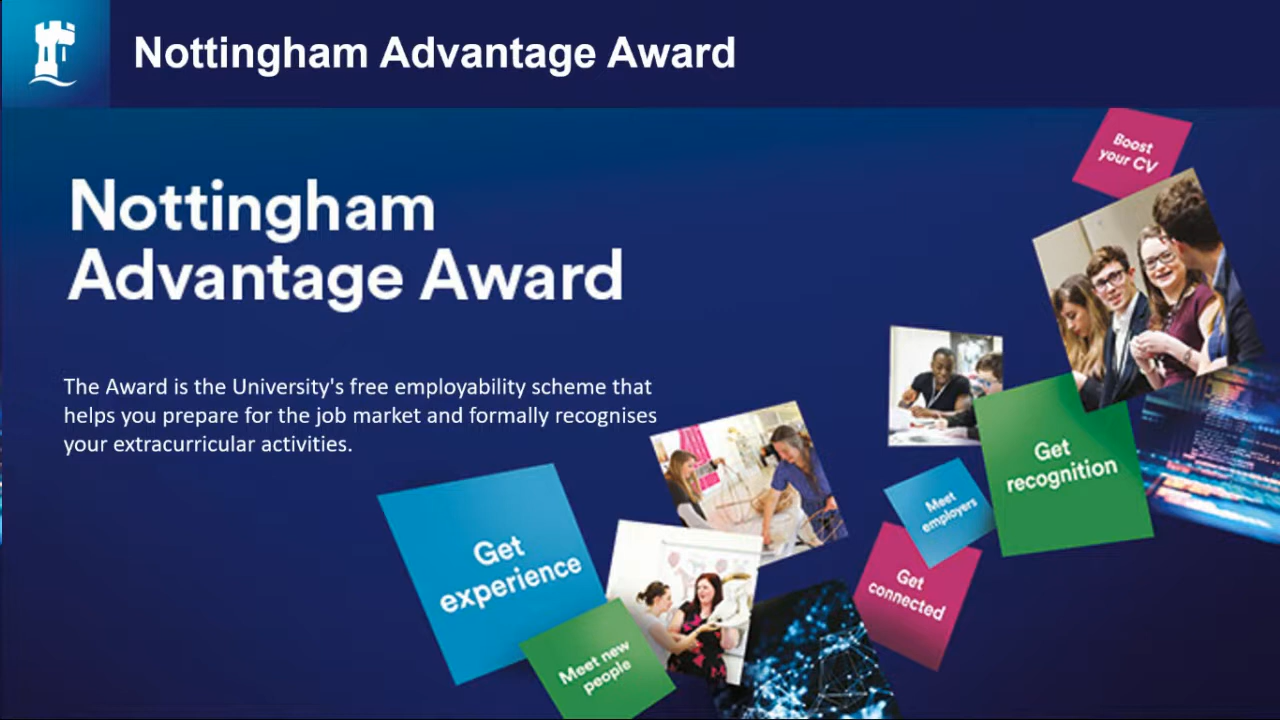 Nottingham Advantage Award
Nottingham
Advantage Award
The Award is the University's free employability scheme that
helps you prepare for the job market and formally recognises
your extracurricular activities.
Boost
your CV
Get
recognition
Meet
employers
Get
connected
Get
experience
Meet new
people